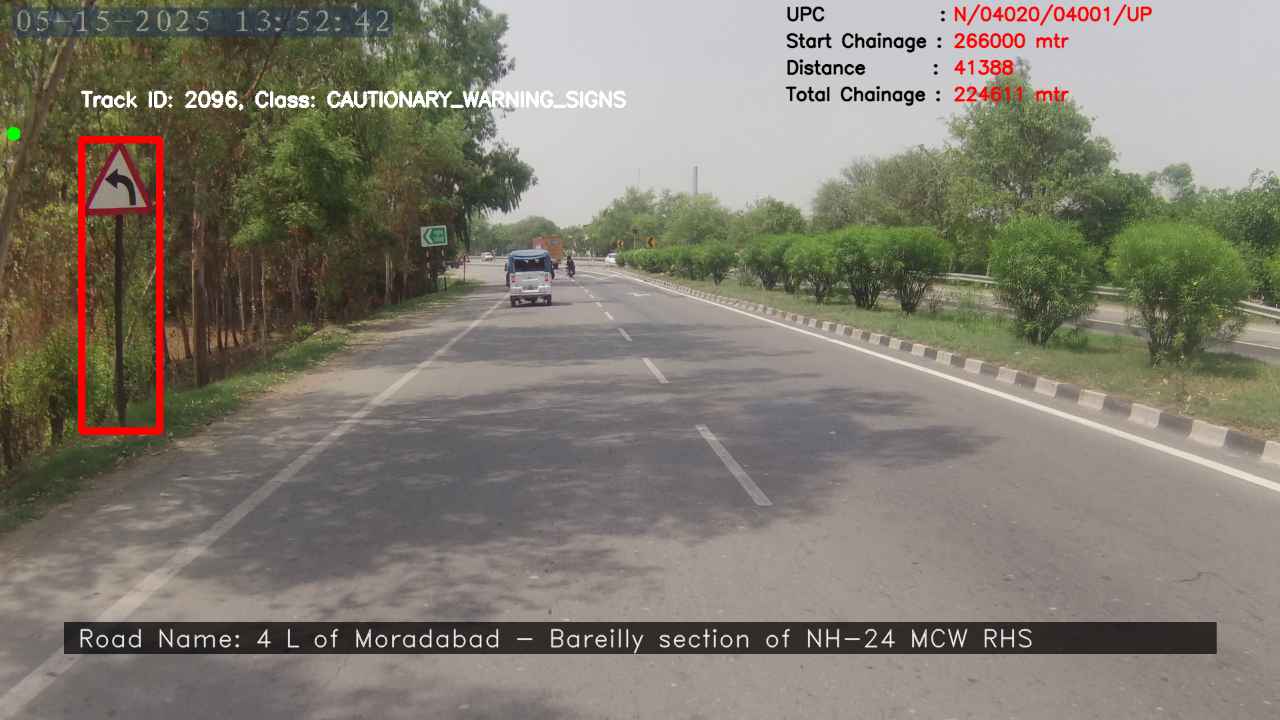 05-15-2025 13:52:42
UPC : N/04020/04001/UP
Start Chainage : 266000 mtr
Distance : 41388
Total Chainage : 224611 mtr
Track ID: 2096, Class: CAUTIONARY_WARNING_SIGNS
Road Name: 4 L of Moradabad - Bareilly section of NH-24 MCW RHS